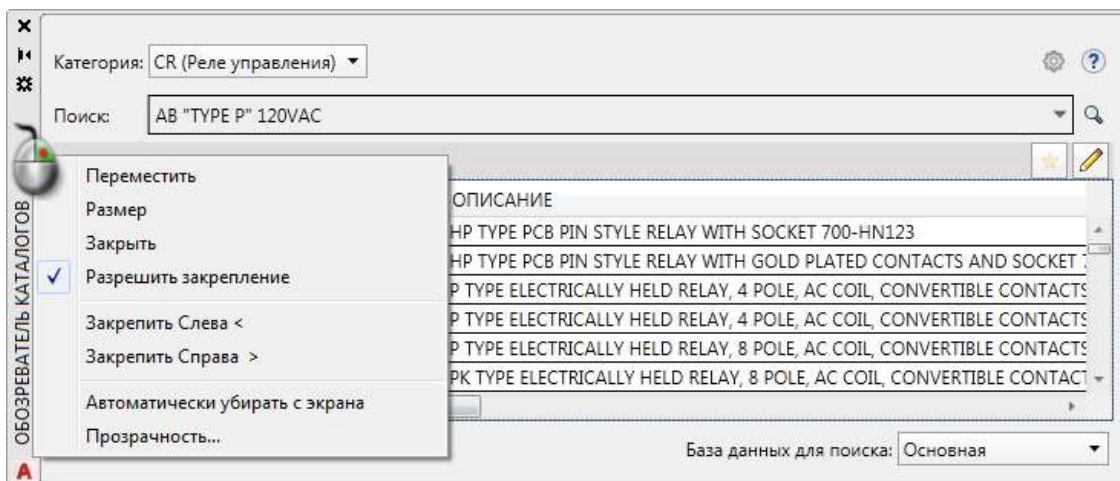 Категория: CR (Реле управления)
Поиск: AB "TYPE P" 120VAC
Переместить
Размер
Закрыть
Разрешить закрепление
Закрепить Слева <
Закрепить Справа >
Автоматически убирать с экрана
Прозрачность...
ОПИСАНИЕ
HP TYPE PCB PIN STYLE RELAY WITH SOCKET 700-HN123
HP TYPE PCB PIN STYLE RELAY WITH GOLD PLATED CONTACTS AND SOCKET
P TYPE ELECTRICALLY HELD RELAY, 4 POLE, AC COIL, CONVERTIBLE CONTACTS
P TYPE ELECTRICALLY HELD RELAY, 4 POLE, AC COIL, CONVERTIBLE CONTACTS
P TYPE ELECTRICALLY HELD RELAY, 8 POLE, AC COIL, CONVERTIBLE CONTACTS
PK TYPE ELECTRICALLY HELD RELAY, 8 POLE, AC COIL, CONVERTIBLE CONTACT
База данных для поиска: Основная
ОБОЗРЕВАТЕЛЬ КАТАЛОГОВ